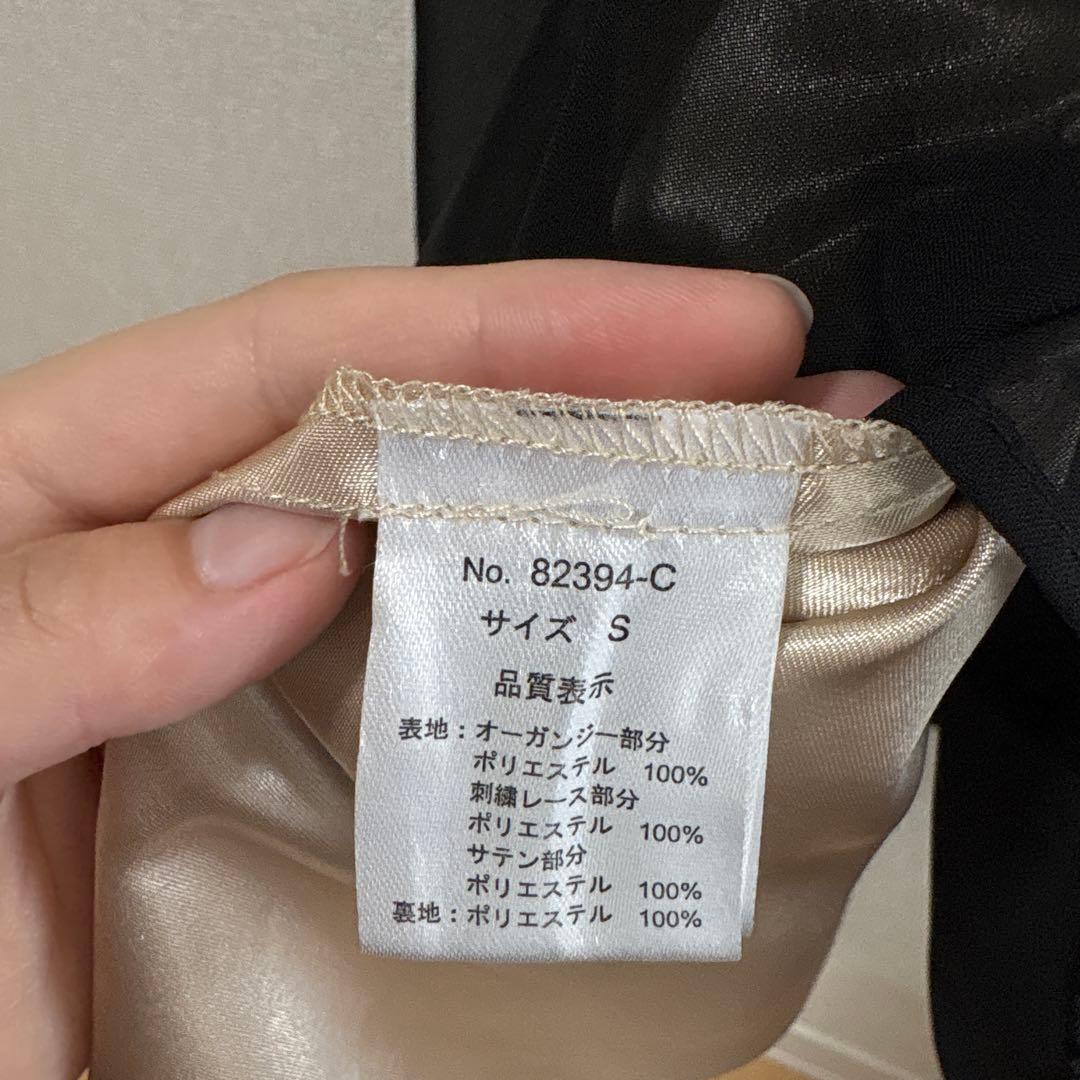 No. 82394-C
サイズ S
品質表示
表地：オーガンジー部分
ポリエステル 100%
刺繍レース部分
ポリエステル 100%
サテン部分
ポリエステル 100%
裏地：ポリエステル 100%